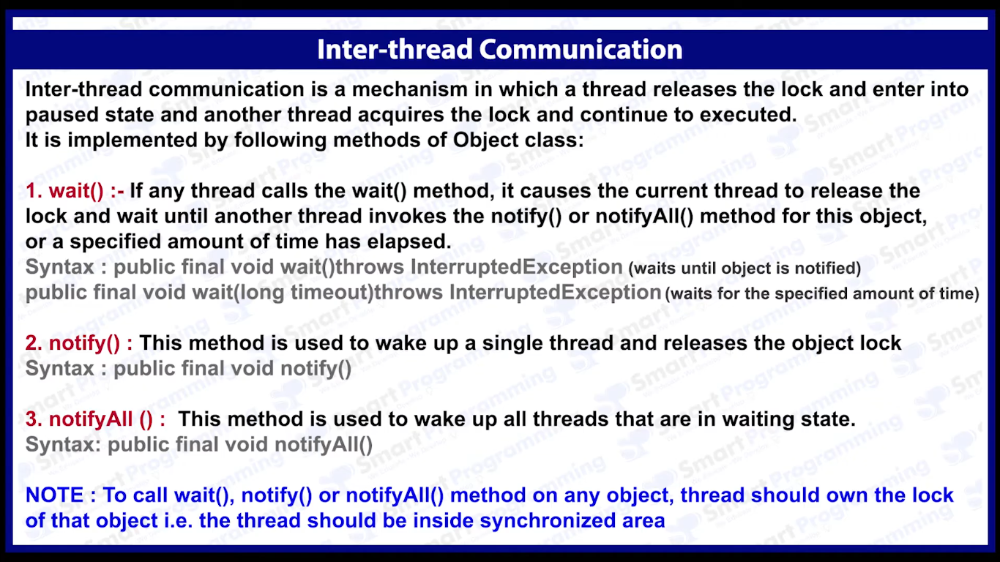 Inter-thread Communication
Inter-thread communication is a mechanism in which a thread releases the lock and enter into
paused state and another thread acquires the lock and continue to executed.
It is implemented by following methods of Object class:
1. wait() :- If any thread calls the wait() method, it causes the current thread to release the
lock and wait until another thread invokes the notify() or notifyAll() method for this object,
or a specified amount of time has elapsed.
Syntax : public final void wait()throws InterruptedException (waits until object is notified)
public final void wait(long timeout)throws InterruptedException (waits for the specified amount of time)
2. notify() : This method is used to wake up a single thread and releases the object lock
Syntax : public final void notify()
3. notifyAll () : This method is used to wake up all threads that are in waiting state.
Syntax: public final void notifyAll()
NOTE : To call wait(), notify() or notifyAll() method on any object, thread should own the lock
of that object i.e. the thread should be inside synchronized area